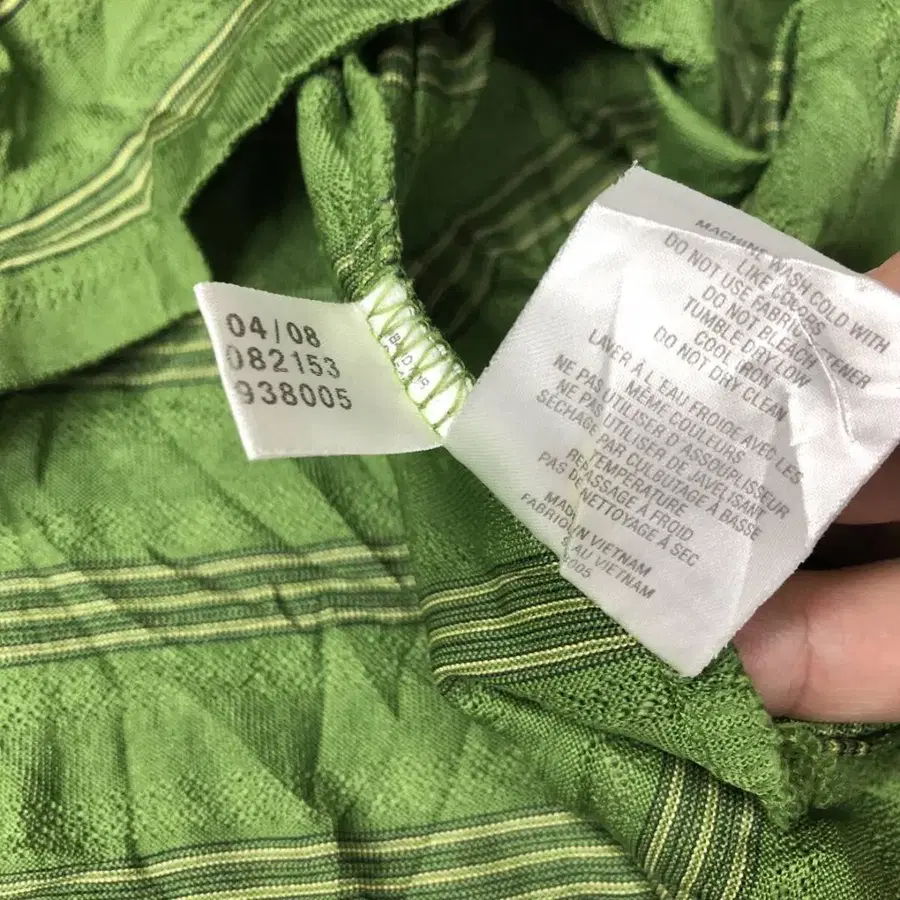 04/08
082153
938005
MACHINE WASH COLD WITH
LIKE COLORS
DO NOT USE FABRIC SOFTENER
DO NOT BLEACH
TUMBLE DRY LOW
COOL IRON
DO NOT DRY CLEAN
LAVER À L'EAU FROIDE AVEC LES
MÊME COULEURS
NE PAS UTILISER D'ASSOUPLISSEUR
NE PAS UTILISER DE JAVELISANT
SÉCHAGE PAR CULBUTAGE À BASSE
TEMPERATURE
REPASSAGE À FROID
PAS DE NETTOYAGE À SEC
MADE IN VIETNAM
FABRIQUÉ AU VIETNAM